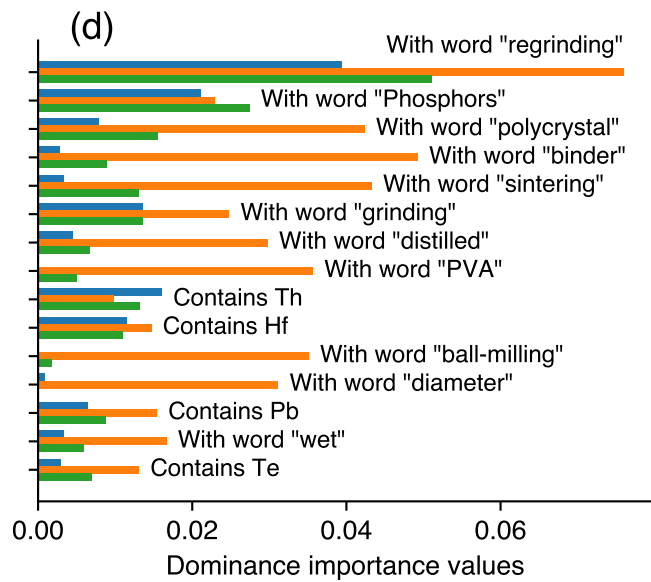 (d)
With word "regrinding"
With word "Phosphors"
With word "polycrystal"
With word "binder"
With word "sintering"
With word "grinding"
With word "distilled"
With word "PVA"
Contains Th
Contains Hf
With word "ball-milling"
With word "diameter"
Contains Pb
With word "wet"
Contains Te
0.00 0.02 0.04 0.06
Dominance importance values